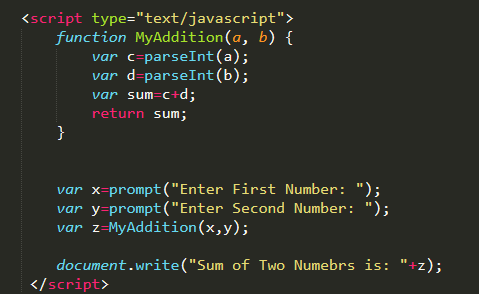 <script type="text/javascript">
function MyAddition(a, b) {
var c=parseInt(a);
var d=parseInt(b);
var sum=c+d;
return sum;
}
var x=prompt("Enter First Number: ");
var y=prompt("Enter Second Number: ");
var z=MyAddition(x,y);
document.write("Sum of Two Numebrs is: "+z);
</script>